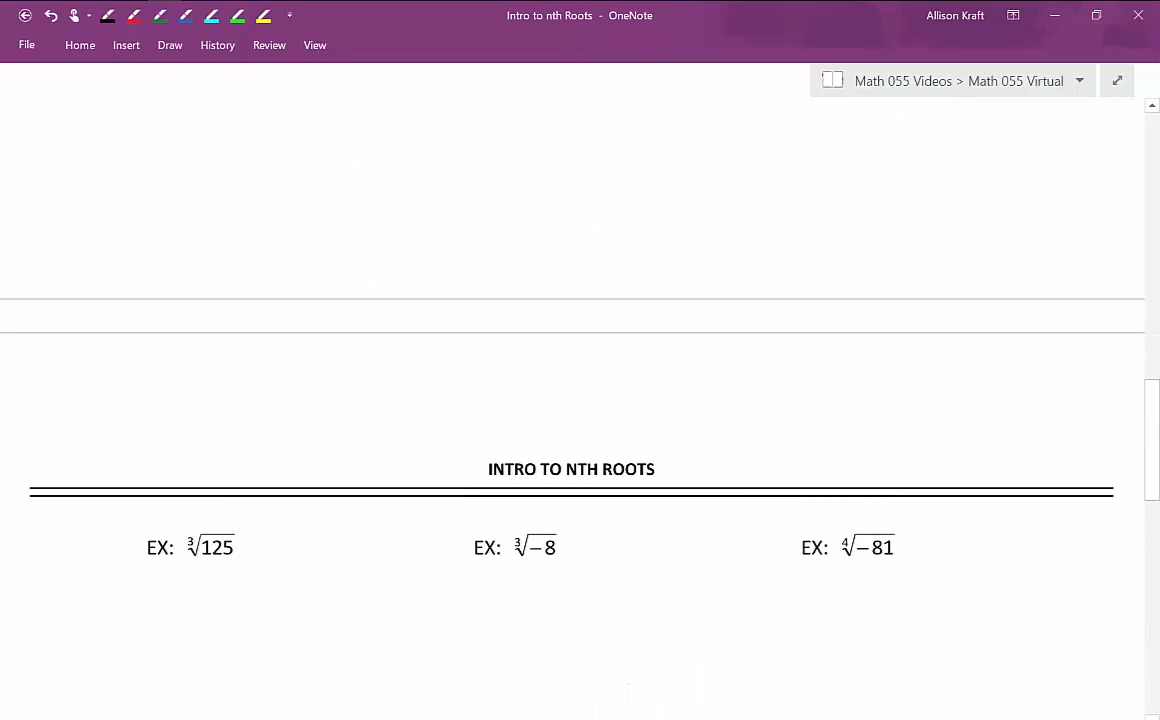 Intro to nth Roots - OneNote
Allison Kraft
File Home Insert Draw History Review View
Math 055 Videos > Math 055 Virtual
INTRO TO NTH ROOTS
EX: ∛125 EX: ∛−8 EX: ∜−81